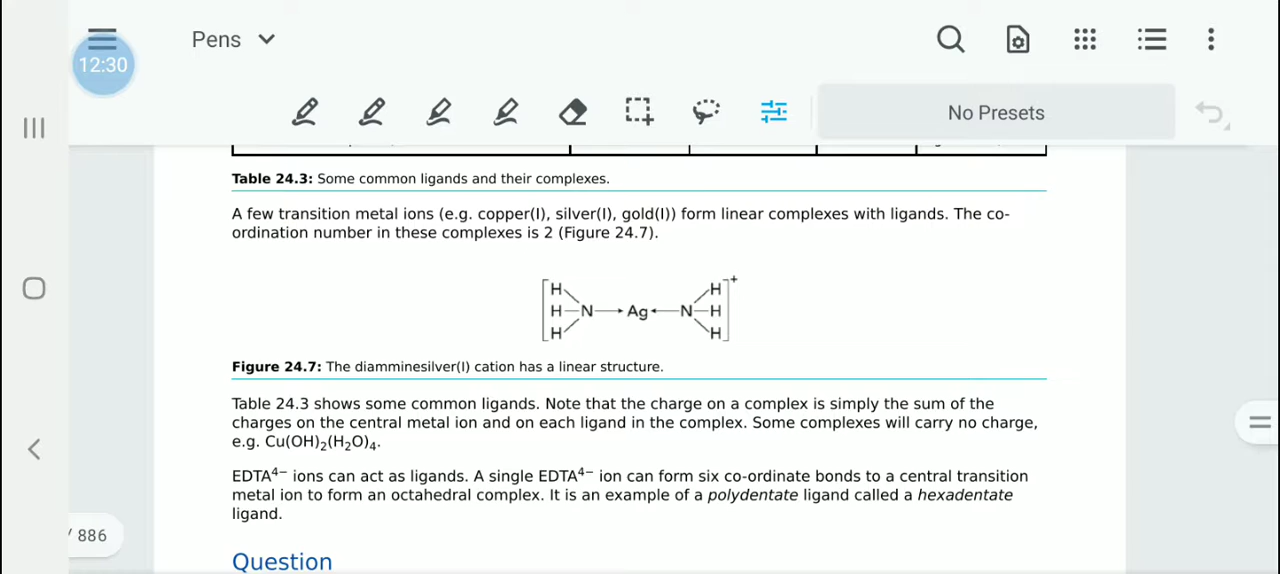 12:30
Pens
No Presets
Table 24.3: Some common ligands and their complexes.
A few transition metal ions (e.g. copper(I), silver(I), gold(I)) form linear complexes with ligands. The co-
ordination number in these complexes is 2 (Figure 24.7).
H H +
H N Ag N H
H H
Figure 24.7: The diamminesilver(I) cation has a linear structure.
Table 24.3 shows some common ligands. Note that the charge on a complex is simply the sum of the
charges on the central metal ion and on each ligand in the complex. Some complexes will carry no charge,
e.g. Cu(OH)₂(H₂O)₄.
EDTA⁴⁻ ions can act as ligands. A single EDTA⁴⁻ ion can form six co-ordinate bonds to a central transition
metal ion to form an octahedral complex. It is an example of a polydentate ligand called a hexadentate
ligand.
/ 886
Question